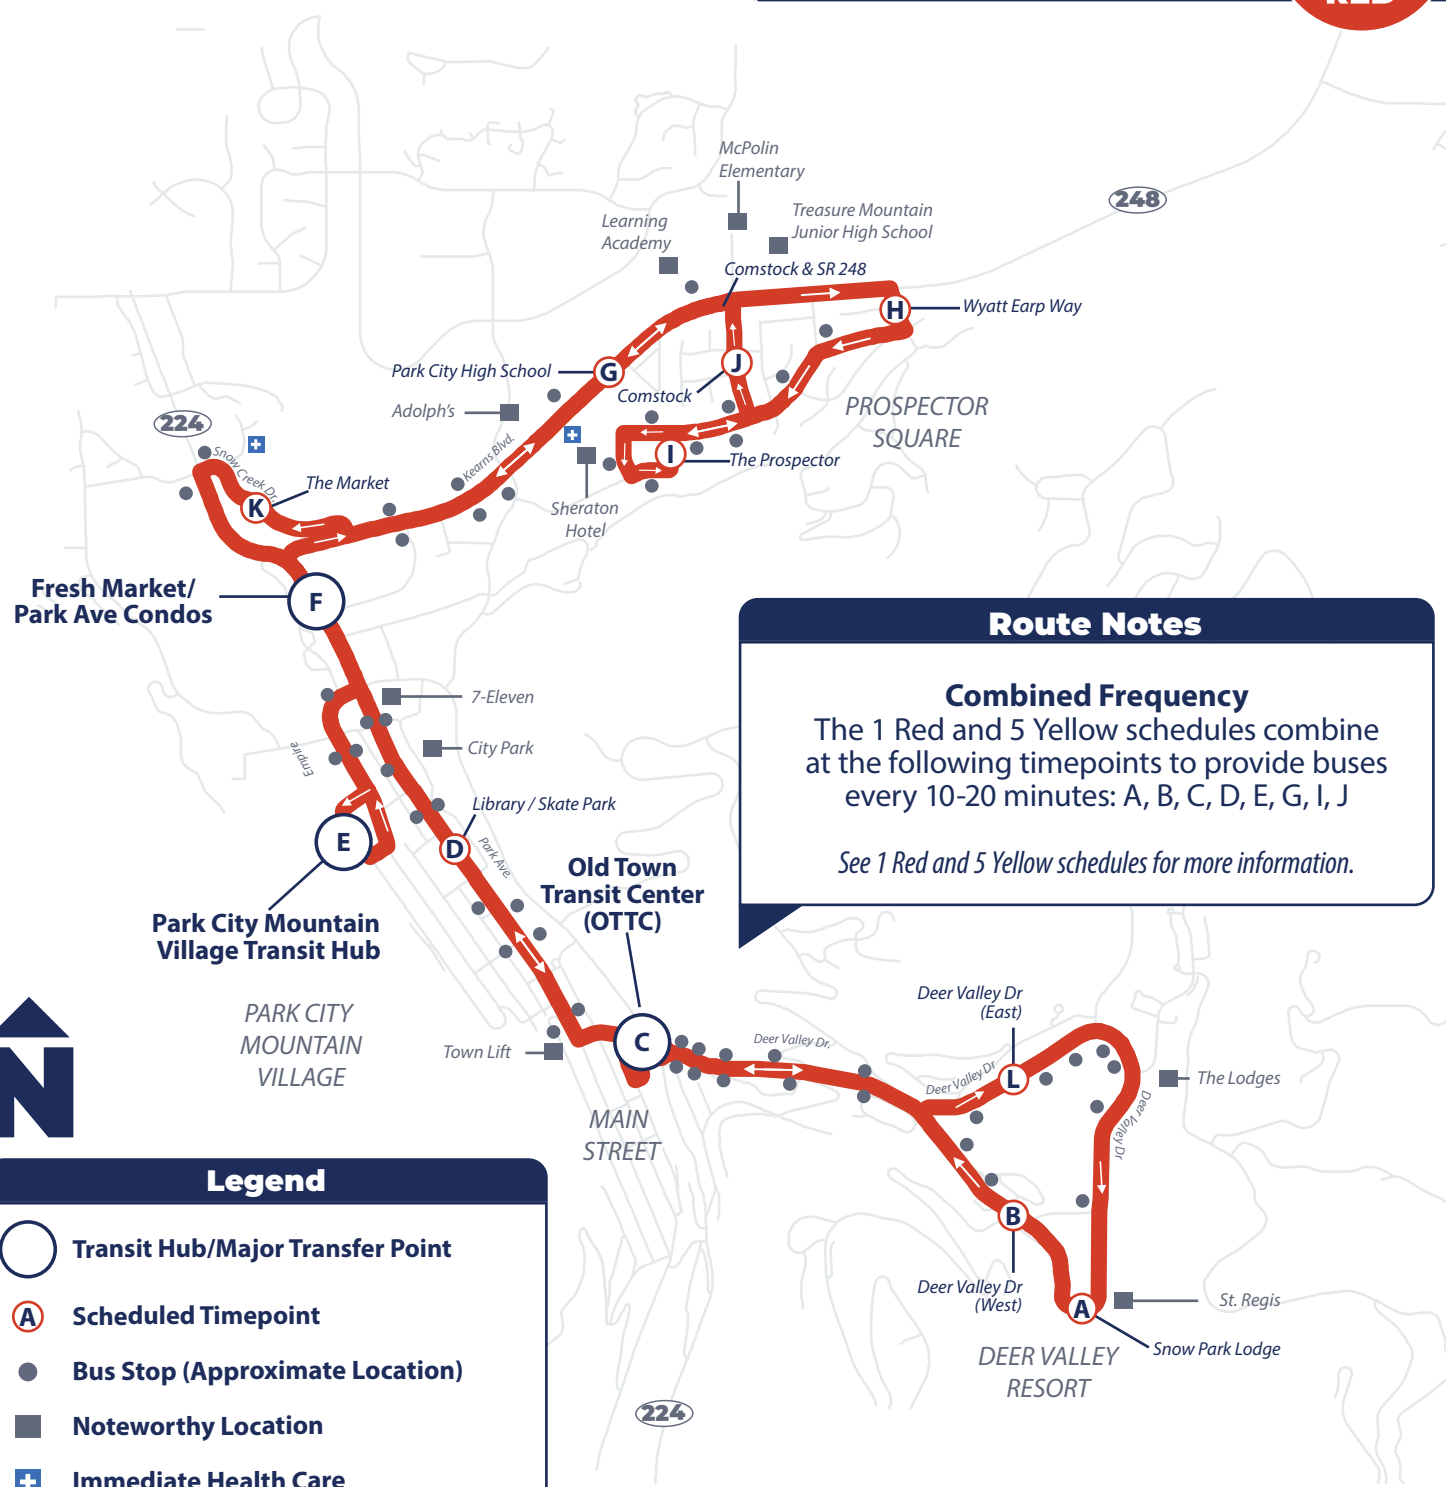 RED
McPolin
Elementary
Treasure Mountain
Junior High School
Learning
Academy
248
Comstock & SR 248
H
Wyatt Earp Way
Park City High School
G
J
Comstock
Adolph's
PROSPECTOR
SQUARE
224
Snow Creek Dr.
Kearns Blvd.
I
The Prospector
The Market
K
Sheraton
Hotel
Fresh Market/
Park Ave Condos
F
Route Notes
Combined Frequency
The 1 Red and 5 Yellow schedules combine
at the following timepoints to provide buses
every 10-20 minutes: A, B, C, D, E, G, I, J
See 1 Red and 5 Yellow schedules for more information.
7-Eleven
City Park
Empire
Library / Skate Park
E
D
Park Ave.
Old Town
Transit Center
(OTTC)
Park City Mountain
Village Transit Hub
N
PARK CITY
MOUNTAIN
VILLAGE
Town Lift
C
Deer Valley Dr.
Deer Valley Dr
(East)
Deer Valley Dr
L
The Lodges
Deer Valley Dr
MAIN
STREET
B
Deer Valley Dr
(West)
A
St. Regis
Snow Park Lodge
DEER VALLEY
RESORT
224
Legend
Transit Hub/Major Transfer Point
A
Scheduled Timepoint
Bus Stop (Approximate Location)
Noteworthy Location
Immediate Health Care